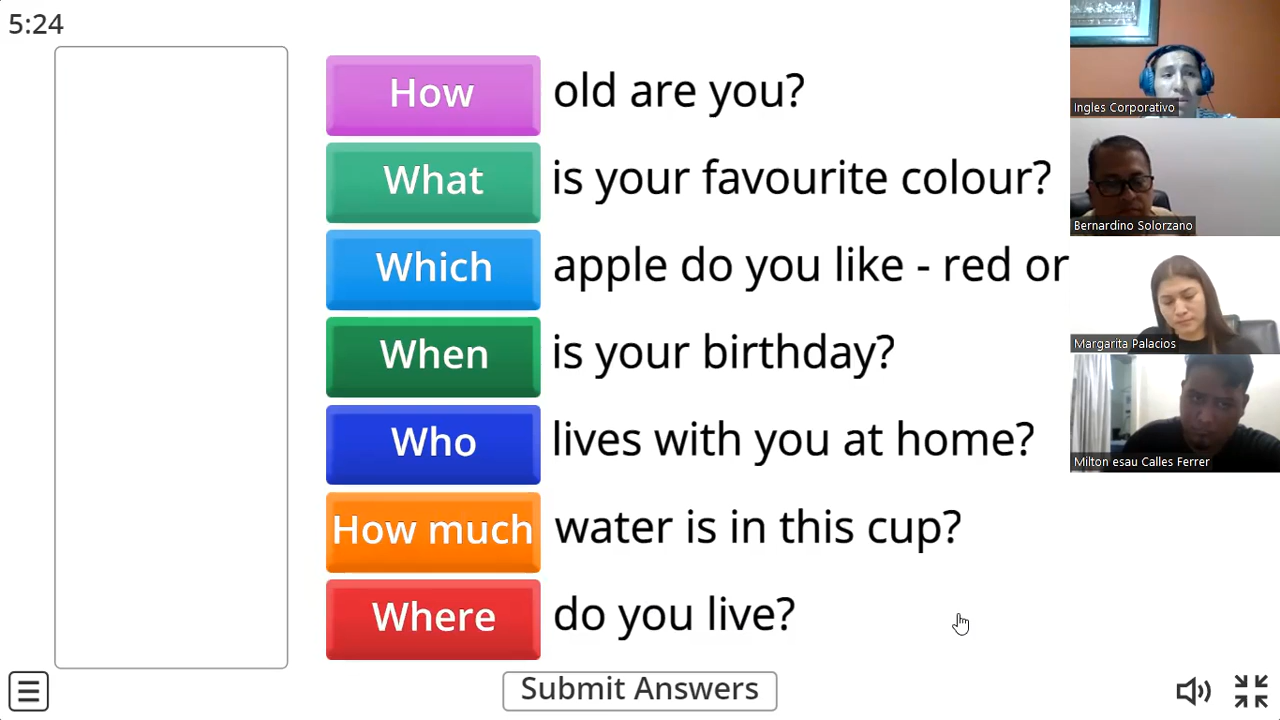 5:24
How old are you?
What is your favourite colour?
Which apple do you like - red or
When is your birthday?
Who lives with you at home?
How much water is in this cup?
Where do you live?
Submit Answers
Ingles Corporativo
Bernardino Solorzano
Margarita Palacios
Milton esau Calles Ferrer